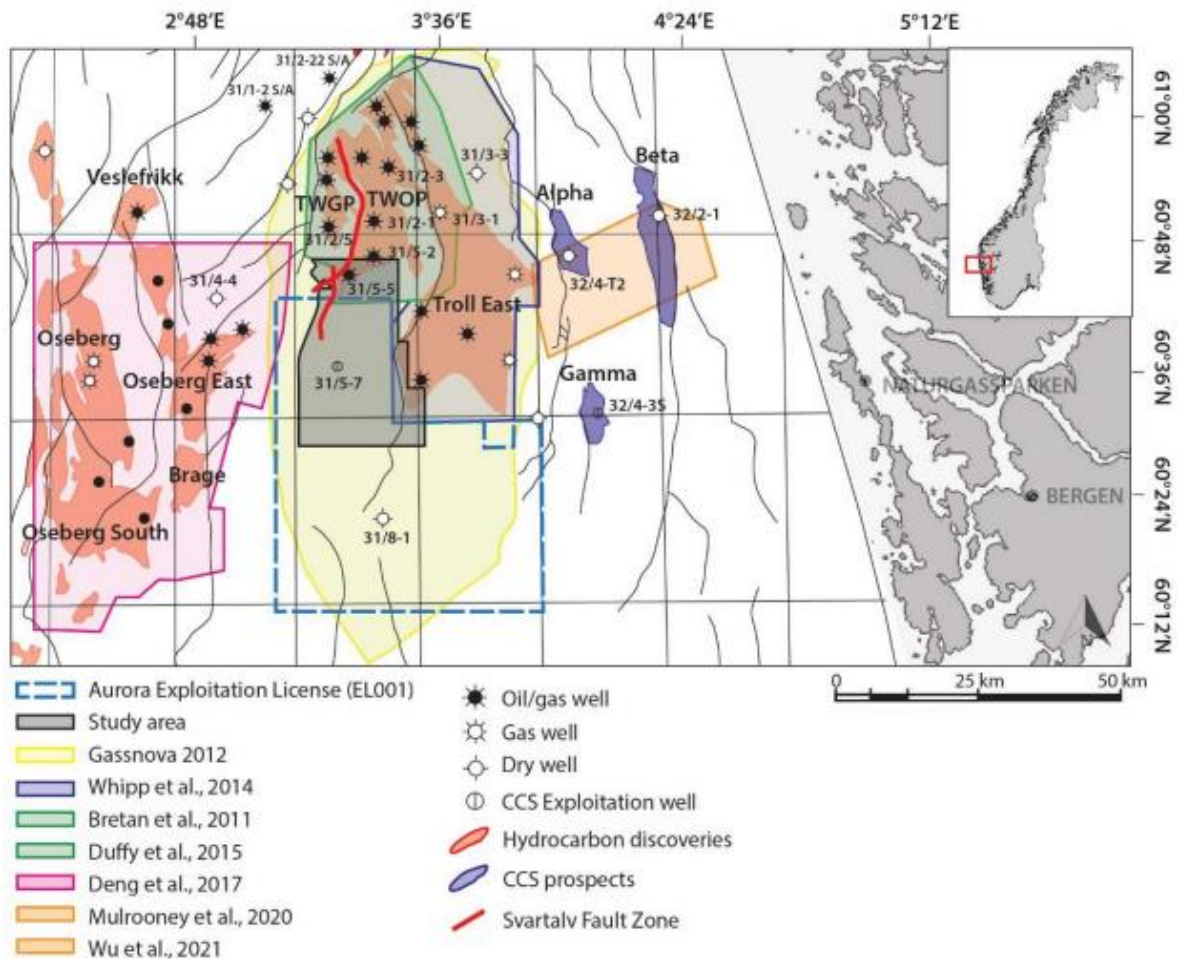 2°48'E 3°36'E 4°24'E 5°12'E
31/2-22 S/A
31/1-2 S/A
61°00'N
Veslefrikk
31/3-3
Beta
31/2-3
Alpha
TWGP TWOP
31/2-1
31/3-1
32/2-1
31/2/5
31/5-2
60°48'N
31/4-4
31/5-5
32/4-T2
Troll East
Oseberg
60°36'N
Oseberg East
31/5-7
Gamma
NATURGASSPARKEN
32/4-3S
Brage
60°24'N
BERGEN
Oseberg South
31/8-1
60°12'N
0 25 km 50 km
Aurora Exploitation License (EL001)
Study area
Gassnova 2012
Whipp et al., 2014
Bretan et al., 2011
Duffy et al., 2015
Deng et al., 2017
Mulrooney et al., 2020
Wu et al., 2021
Oil/gas well
Gas well
Dry well
CCS Exploitation well
Hydrocarbon discoveries
CCS prospects
Svartalv Fault Zone